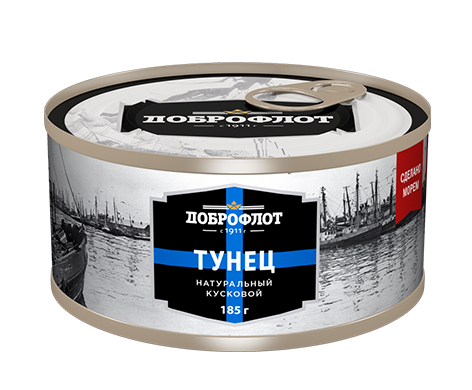 ДОБРОФЛОТ
с 1911 г
СДЕЛАНО
МОРЕМ
ДОБРОФЛОТ
с 1911 г
ТУНЕЦ
НАТУРАЛЬНЫЙ
КУСКОВОЙ
185 г